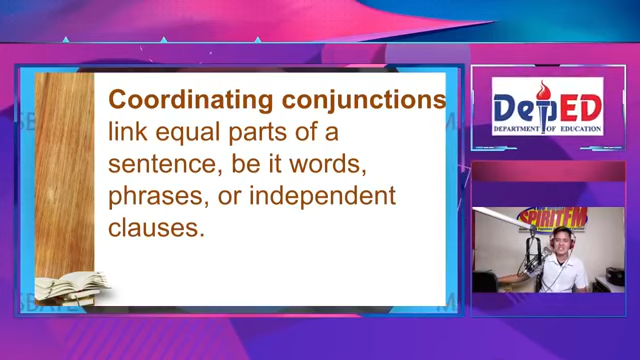 Coordinating conjunctions
link equal parts of a
sentence, be it words,
phrases, or independent
clauses.
DepED
DEPARTMENT OF EDUCATION
SPIRIT FM